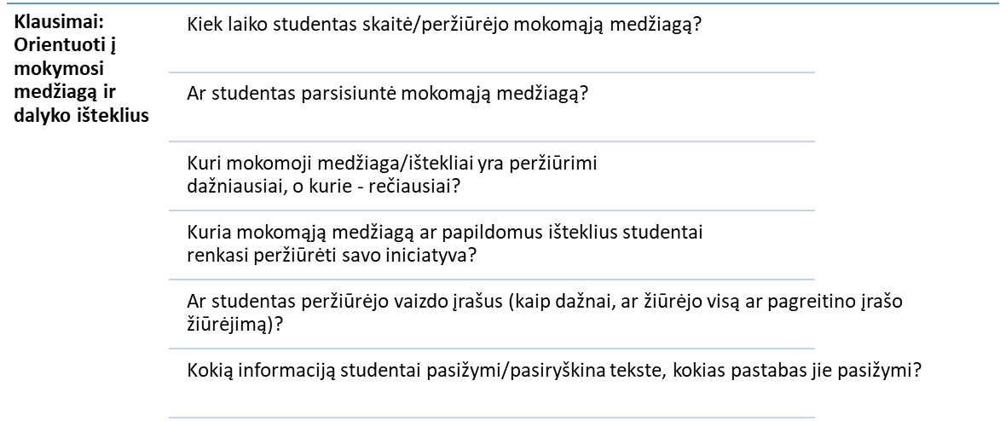 Klausimai:
Orientuoti į
mokymosi
medžiagą ir
dalyko išteklius
Kiek laiko studentas skaitė/peržiūrėjo mokomąją medžiagą?
Ar studentas parsisiuntė mokomąją medžiagą?
Kuri mokomoji medžiaga/ištekliai yra peržiūrimi
dažniausiai, o kurie - rečiausiai?
Kuria mokomąją medžiagą ar papildomus išteklius studentai
renkasi peržiūrėti savo iniciatyva?
Ar studentas peržiūrėjo vaizdo įrašus (kaip dažnai, ar žiūrėjo visą ar pagreitino įrašo
žiūrėjimą)?
Kokią informaciją studentai pasižymi/pasiryškina tekste, kokias pastabas jie pasižymi?